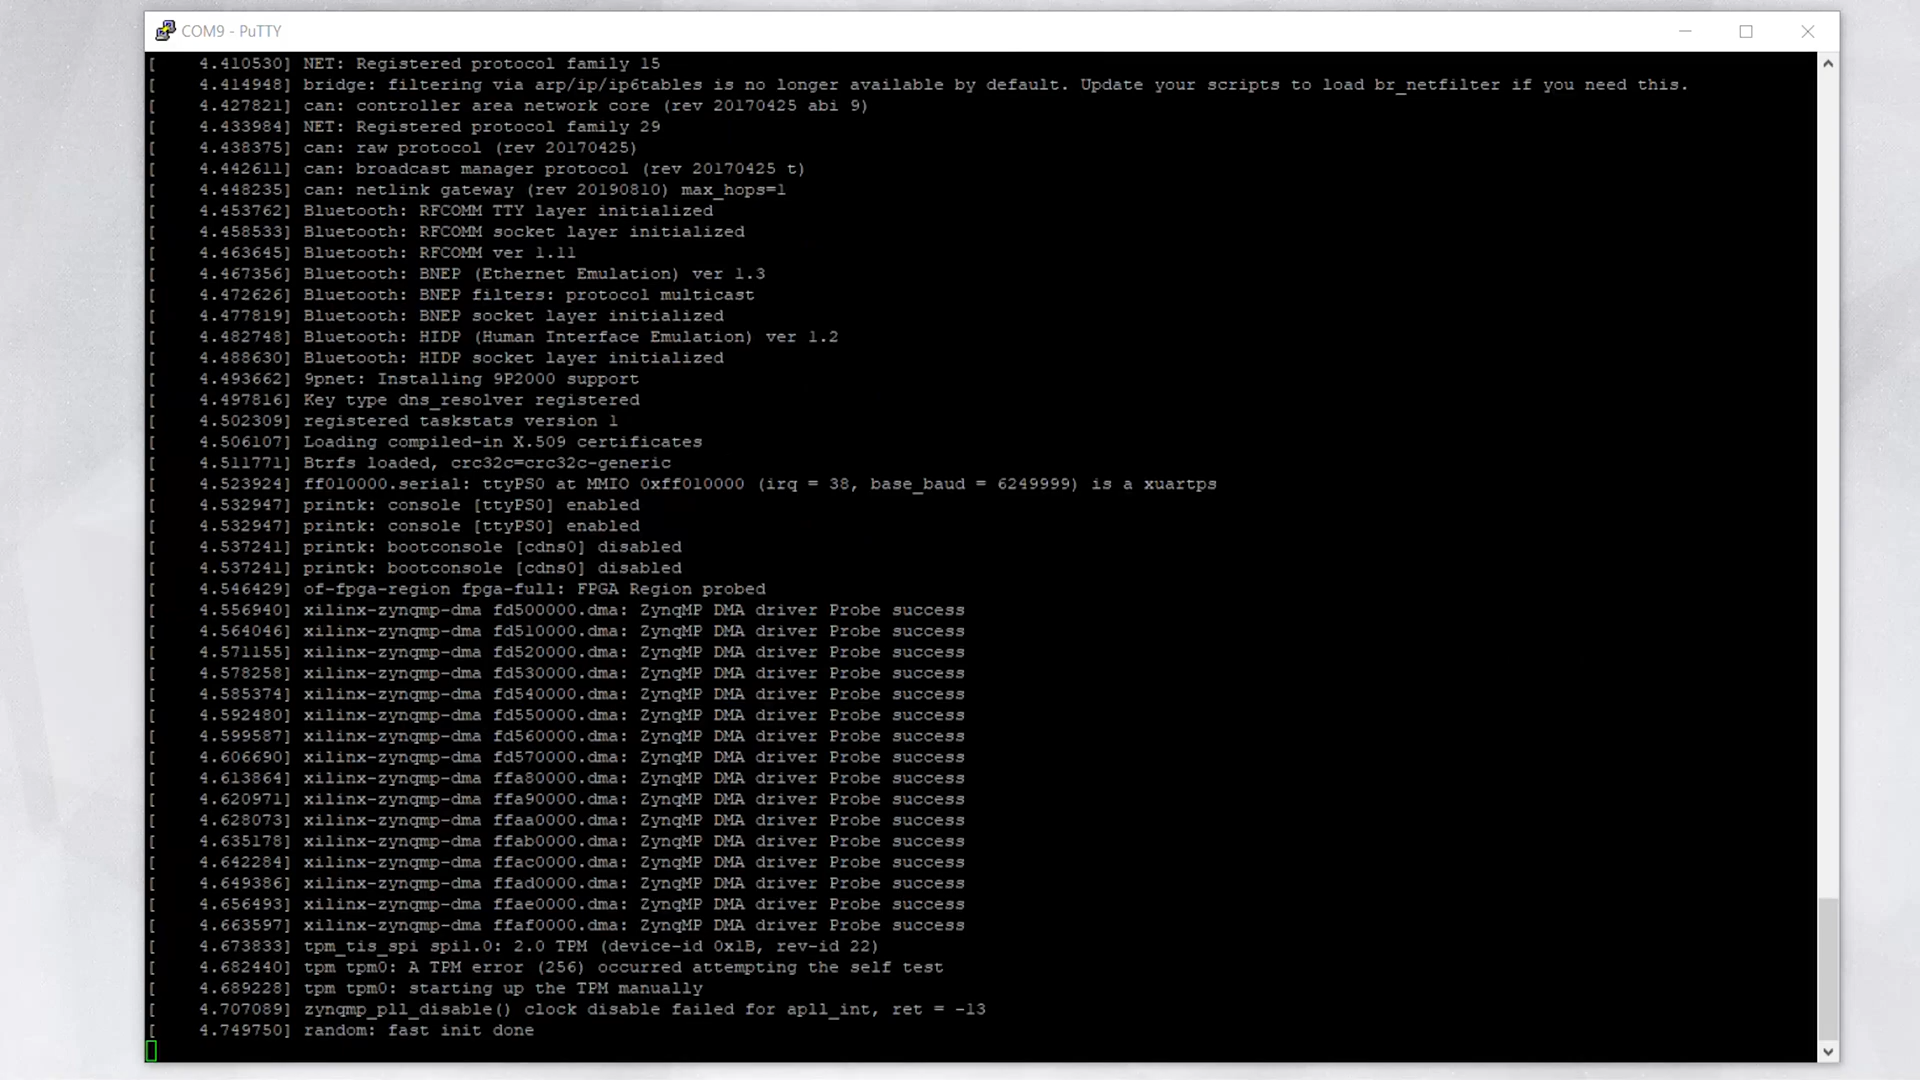 COM9 - PuTTY
[    4.410530] NET: Registered protocol family 15
[    4.414948] bridge: filtering via arp/ip/ip6tables is no longer available by default. Update your scripts to load br_netfilter if you need this.
[    4.427821] can: controller area network core (rev 20170425 abi 9)
[    4.433984] NET: Registered protocol family 29
[    4.438375] can: raw protocol (rev 20170425)
[    4.442611] can: broadcast manager protocol (rev 20170425 t)
[    4.448235] can: netlink gateway (rev 20190810) max_hops=1
[    4.453762] Bluetooth: RFCOMM TTY layer initialized
[    4.458533] Bluetooth: RFCOMM socket layer initialized
[    4.463645] Bluetooth: RFCOMM ver 1.11
[    4.467356] Bluetooth: BNEP (Ethernet Emulation) ver 1.3
[    4.472626] Bluetooth: BNEP filters: protocol multicast
[    4.477819] Bluetooth: BNEP socket layer initialized
[    4.482748] Bluetooth: HIDP (Human Interface Emulation) ver 1.2
[    4.488630] Bluetooth: HIDP socket layer initialized
[    4.493662] 9pnet: Installing 9P2000 support
[    4.497816] Key type dns_resolver registered
[    4.502309] registered taskstats version 1
[    4.506107] Loading compiled-in X.509 certificates
[    4.511771] Btrfs loaded, crc32c=crc32c-generic
[    4.523924] ff010000.serial: ttyPS0 at MMIO 0xff010000 (irq = 38, base_baud = 6249999) is a xuartps
[    4.532947] printk: console [ttyPS0] enabled
[    4.532947] printk: console [ttyPS0] enabled
[    4.537241] printk: bootconsole [cdns0] disabled
[    4.537241] printk: bootconsole [cdns0] disabled
[    4.546429] of-fpga-region fpga-full: FPGA Region probed
[    4.556940] xilinx-zynqmp-dma fd500000.dma: ZynqMP DMA driver Probe success
[    4.564046] xilinx-zynqmp-dma fd510000.dma: ZynqMP DMA driver Probe success
[    4.571155] xilinx-zynqmp-dma fd520000.dma: ZynqMP DMA driver Probe success
[    4.578258] xilinx-zynqmp-dma fd530000.dma: ZynqMP DMA driver Probe success
[    4.585374] xilinx-zynqmp-dma fd540000.dma: ZynqMP DMA driver Probe success
[    4.592480] xilinx-zynqmp-dma fd550000.dma: ZynqMP DMA driver Probe success
[    4.599587] xilinx-zynqmp-dma fd560000.dma: ZynqMP DMA driver Probe success
[    4.606690] xilinx-zynqmp-dma fd570000.dma: ZynqMP DMA driver Probe success
[    4.613864] xilinx-zynqmp-dma ffa80000.dma: ZynqMP DMA driver Probe success
[    4.620971] xilinx-zynqmp-dma ffa90000.dma: ZynqMP DMA driver Probe success
[    4.628073] xilinx-zynqmp-dma ffaa0000.dma: ZynqMP DMA driver Probe success
[    4.635178] xilinx-zynqmp-dma ffab0000.dma: ZynqMP DMA driver Probe success
[    4.642284] xilinx-zynqmp-dma ffac0000.dma: ZynqMP DMA driver Probe success
[    4.649386] xilinx-zynqmp-dma ffad0000.dma: ZynqMP DMA driver Probe success
[    4.656493] xilinx-zynqmp-dma ffae0000.dma: ZynqMP DMA driver Probe success
[    4.663597] xilinx-zynqmp-dma ffaf0000.dma: ZynqMP DMA driver Probe success
[    4.673833] tpm_tis_spi spi1.0: 2.0 TPM (device-id 0x1B, rev-id 22)
[    4.682440] tpm tpm0: A TPM error (256) occurred attempting the self test
[    4.689228] tpm tpm0: starting up the TPM manually
[    4.707089] zynqmp_pll_disable() clock disable failed for apll_int, ret = -13
[    4.749750] random: fast init done